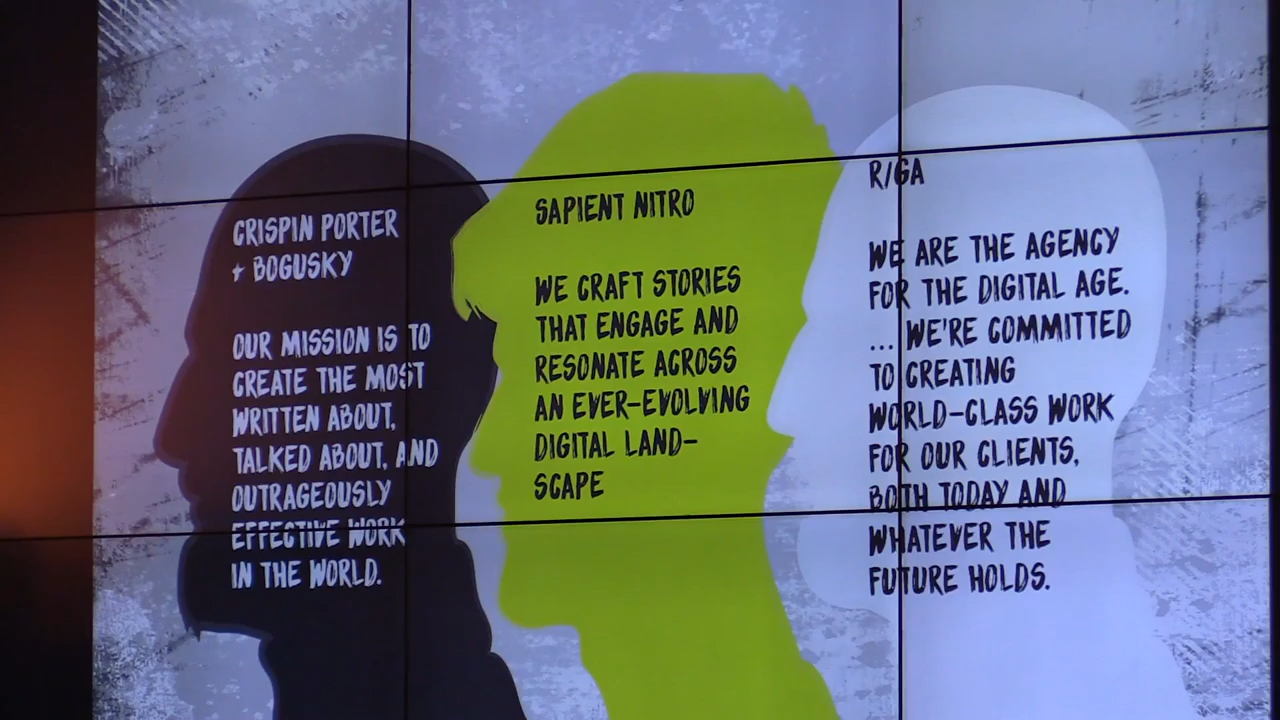 CRISPIN PORTER
+ BOGUSKY
OUR MISSION IS TO
CREATE THE MOST
WRITTEN ABOUT,
TALKED ABOUT, AND
OUTRAGEOUSLY
EFFECTIVE WORK
IN THE WORLD.
SAPIENT NITRO
WE CRAFT STORIES
THAT ENGAGE AND
RESONATE ACROSS
AN EVER-EVOLVING
DIGITAL LAND-
SCAPE
R/GA
WE ARE THE AGENCY
FOR THE DIGITAL AGE.
... WE'RE COMMITTED
TO CREATING
WORLD-CLASS WORK
FOR OUR CLIENTS,
BOTH TODAY AND
WHATEVER THE
FUTURE HOLDS.